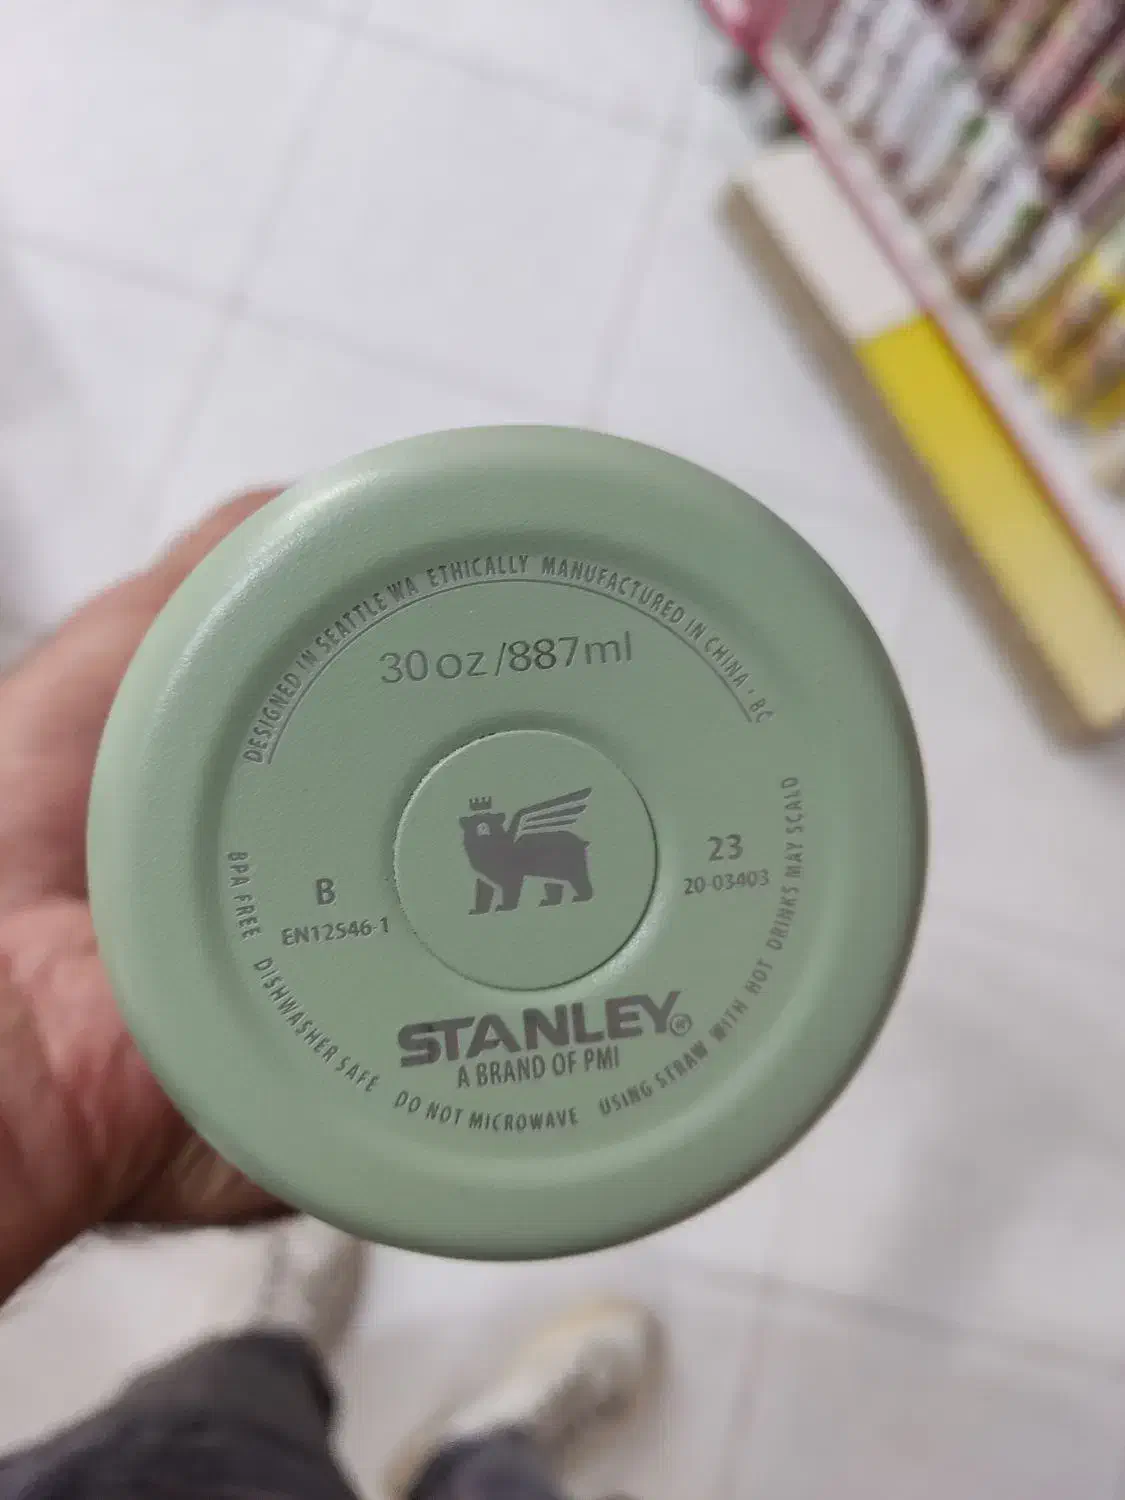 DESIGNED IN SEATTLE WA ETHICALLY MANUFACTURED IN CHINA · BC
30 oz / 887ml
B
EN12546-1
23
20-03403
STANLEY®
A BRAND OF PMI
BPA FREE DISHWASHER SAFE DO NOT MICROWAVE USING STRAW WITH HOT DRINKS MAY SCALD